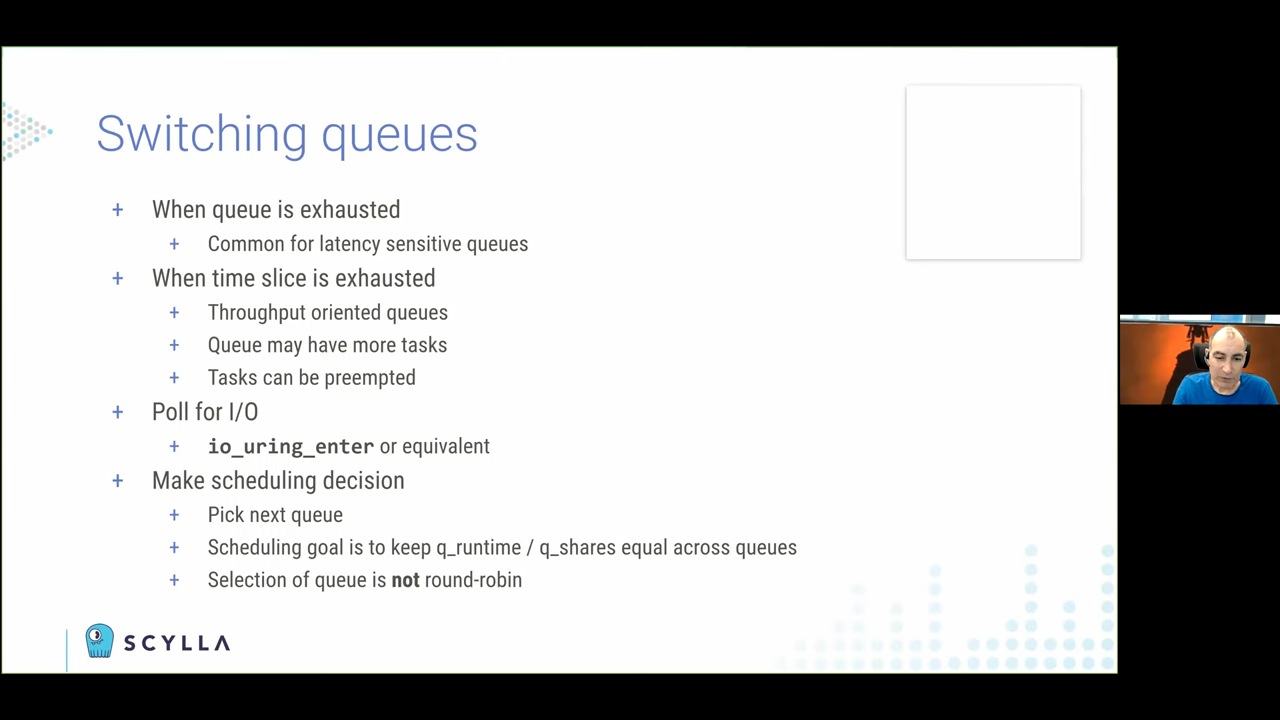 Switching queues
+ When queue is exhausted
+ Common for latency sensitive queues
+ When time slice is exhausted
+ Throughput oriented queues
+ Queue may have more tasks
+ Tasks can be preempted
+ Poll for I/O
+ io_uring_enter or equivalent
+ Make scheduling decision
+ Pick next queue
+ Scheduling goal is to keep q_runtime / q_shares equal across queues
+ Selection of queue is not round-robin
SCYLLA